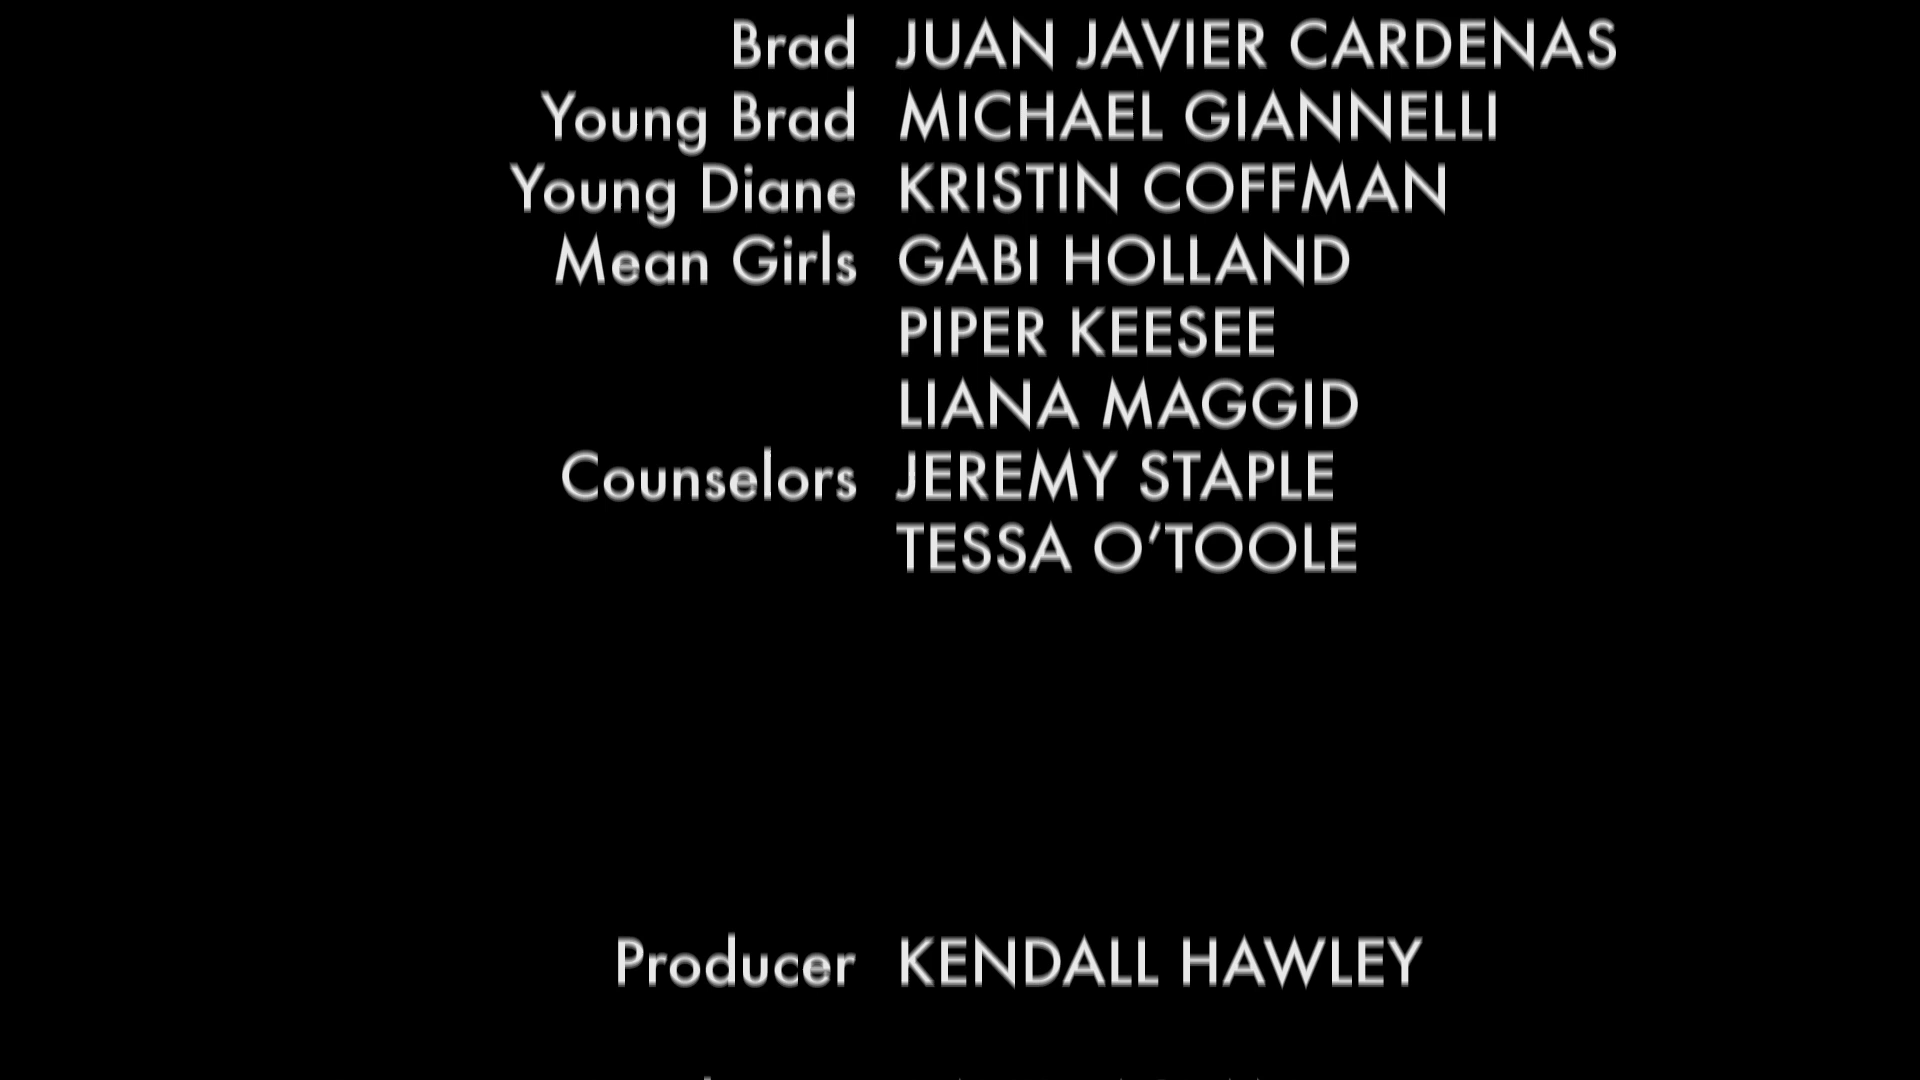 Brad JUAN JAVIER CARDENAS
Young Brad MICHAEL GIANNELLI
Young Diane KRISTIN COFFMAN
Mean Girls GABI HOLLAND
PIPER KEESEE
LIANA MAGGID
Counselors JEREMY STAPLE
TESSA O’TOOLE
Producer KENDALL HAWLEY